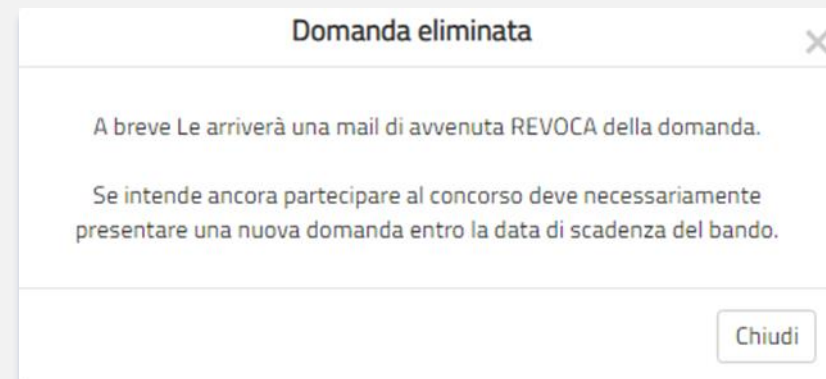 Domanda eliminata
A breve Le arriverà una mail di avvenuta REVOCA della domanda.
Se intende ancora partecipare al concorso deve necessariamente
presentare una nuova domanda entro la data di scadenza del bando.
Chiudi